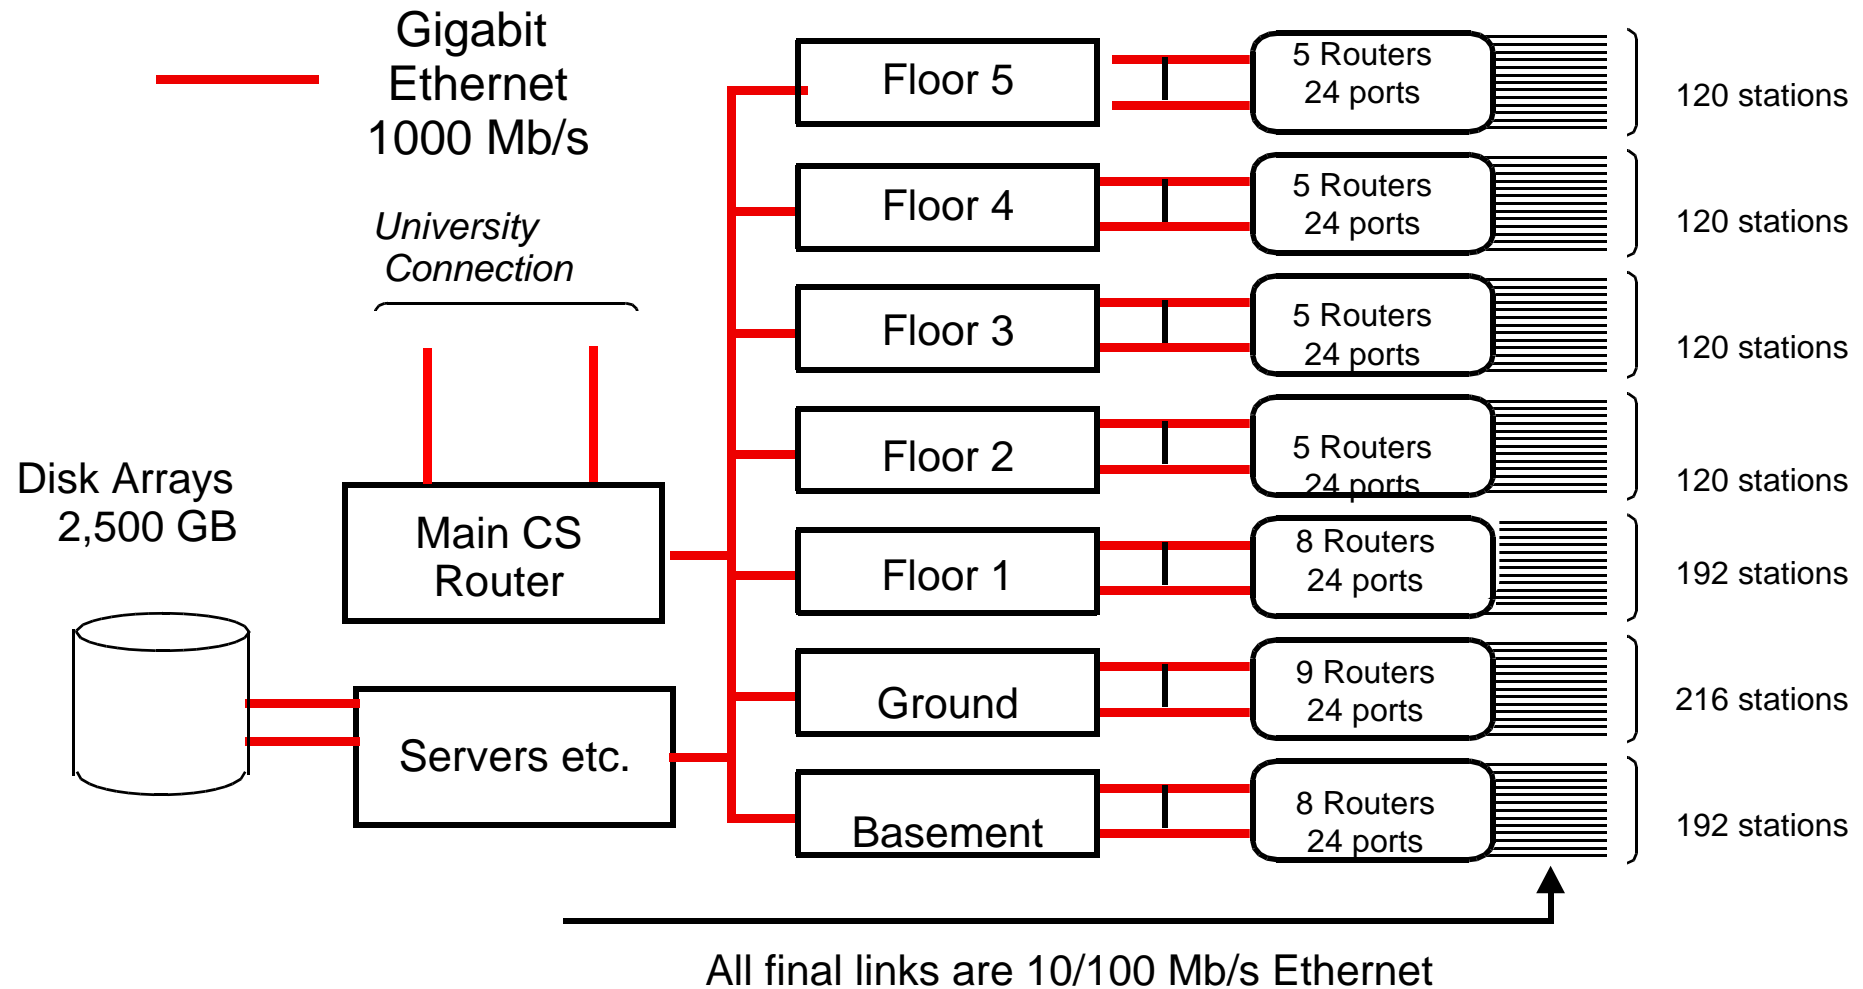 Gigabit
Ethernet
1000 Mb/s
University
Connection
Disk Arrays
2,500 GB
Main CS
Router
Servers etc.
Floor 5
5 Routers
24 ports
120 stations
Floor 4
5 Routers
24 ports
120 stations
Floor 3
5 Routers
24 ports
120 stations
Floor 2
5 Routers
24 ports
120 stations
Floor 1
8 Routers
24 ports
192 stations
Ground
9 Routers
24 ports
216 stations
Basement
8 Routers
24 ports
192 stations
All final links are 10/100 Mb/s Ethernet